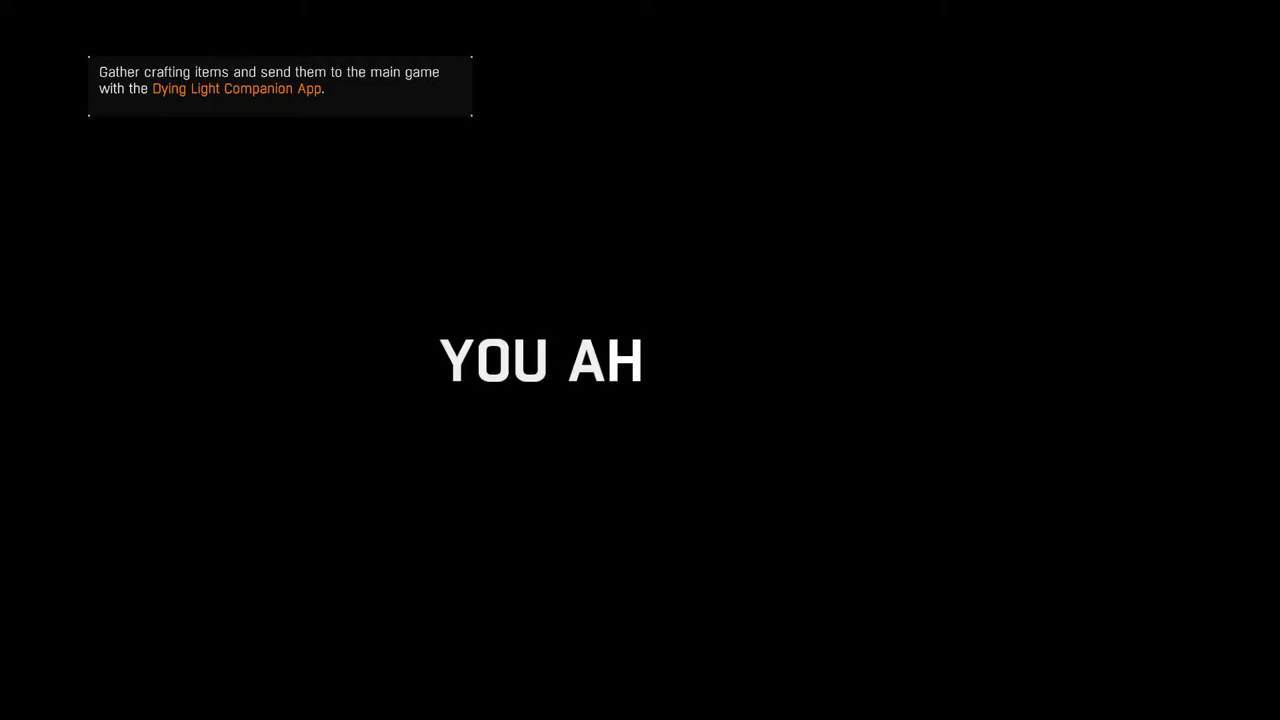 Gather crafting items and send them to the main game
with the Dying Light Companion App.
YOU AH